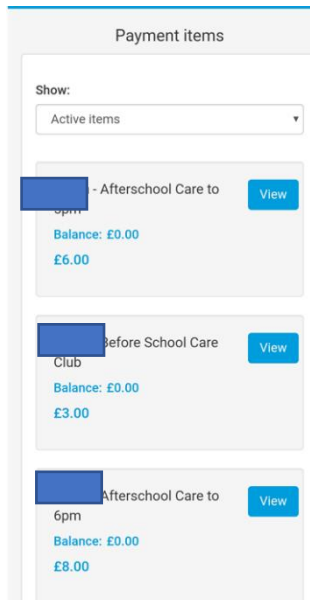 Payment items
Show:
Active items
- Afterschool Care to
View
Balance: £0.00
£6.00
Before School Care
View
Club
Balance: £0.00
£3.00
Afterschool Care to
View
6pm
Balance: £0.00
£8.00